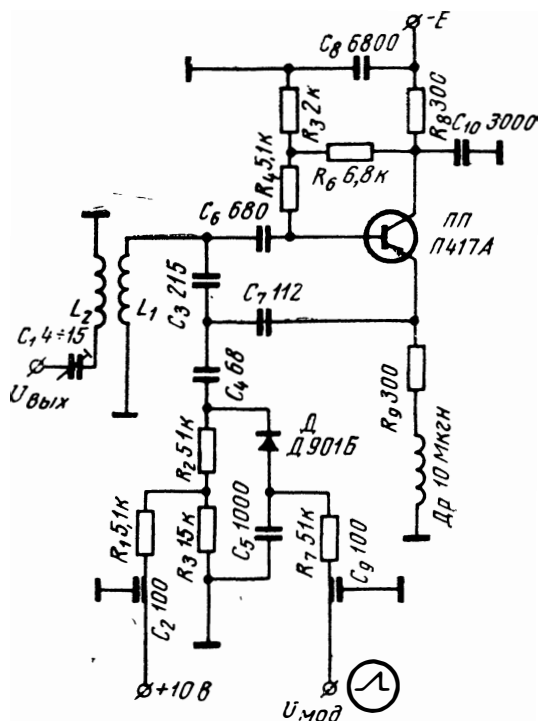 -E
C8 6800
R3 2к
R8 300
C10 3000
R4 5,1к
R6 6,8к
C6 680
ПП
П417А
C3 215
C7 112
L2
L1
C1 4÷15
Uвых
C4 68
R9 300
Д
Д901Б
R2 51к
Др 10 Мкгн
R1 5,1к
R3 15к
C5 1000
R7 51к
C9 100
C2 100
+10В
Uмод